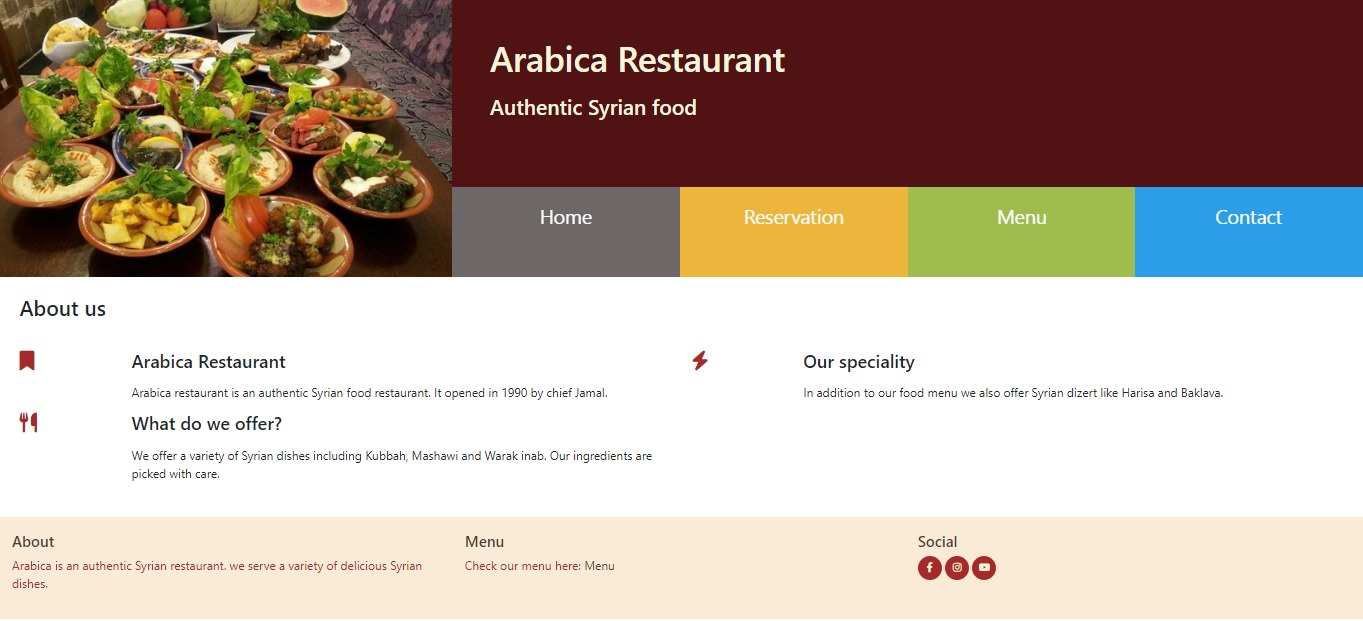 Arabica Restaurant
Authentic Syrian food
Home
Reservation
Menu
Contact
About us
Arabica Restaurant
Arabica restaurant is an authentic Syrian food restaurant. It opened in 1990 by chief Jamal.
What do we offer?
We offer a variety of Syrian dishes including Kubbah, Mashawi and Warak inab. Our ingredients are
picked with care.
Our speciality
In addition to our food menu we also offer Syrian dizert like Harisa and Baklava.
About
Arabica is an authentic Syrian restaurant. we serve a variety of delicious Syrian
dishes.
Menu
Check our menu here: Menu
Social